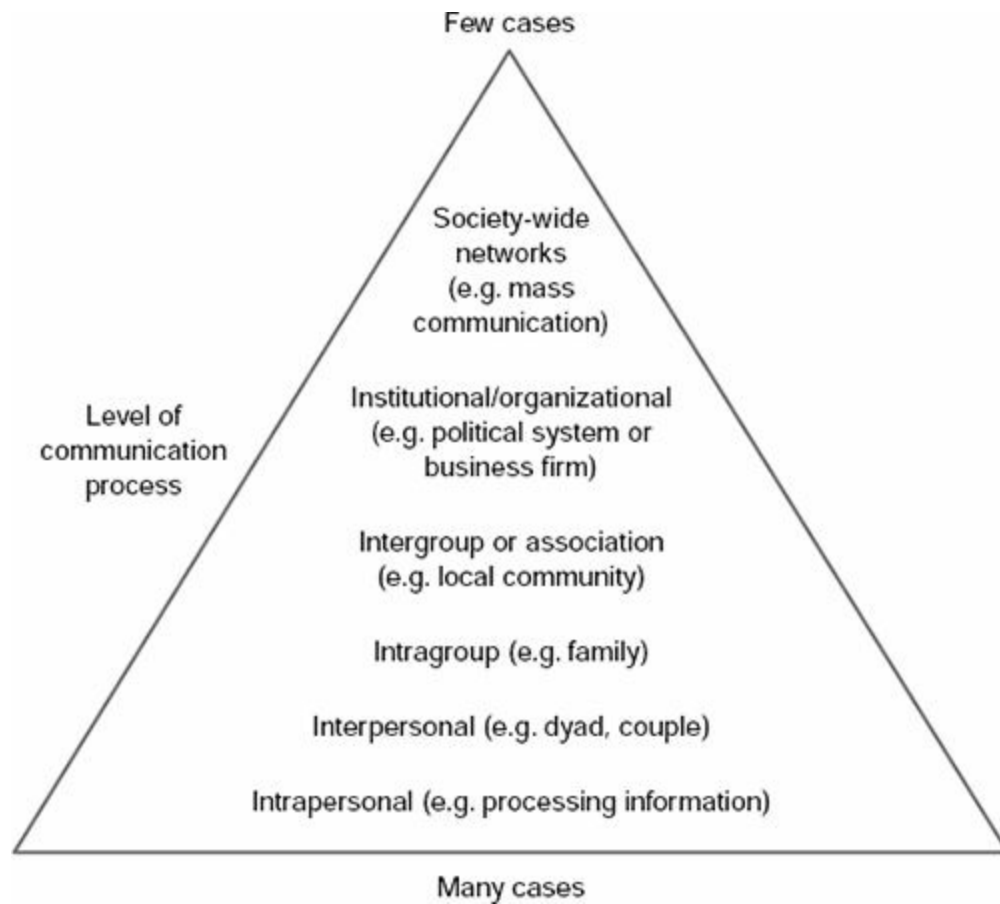 Few cases
Society-wide
networks
(e.g. mass
communication)
Institutional/organizational
(e.g. political system or
business firm)
Level of
communication
process
Intergroup or association
(e.g. local community)
Intragroup (e.g. family)
Interpersonal (e.g. dyad, couple)
Intrapersonal (e.g. processing information)
Many cases